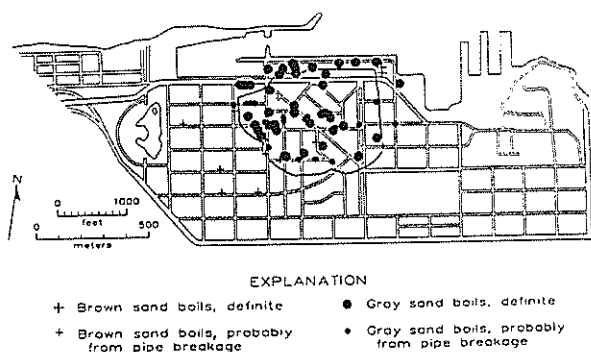 N
0 1000
feet
0 500
meters
EXPLANATION
Brown sand boils, definite
Brown sand boils, probably
from pipe breakage
Gray sand boils, definite
Gray sand boils, probably
from pipe breakage